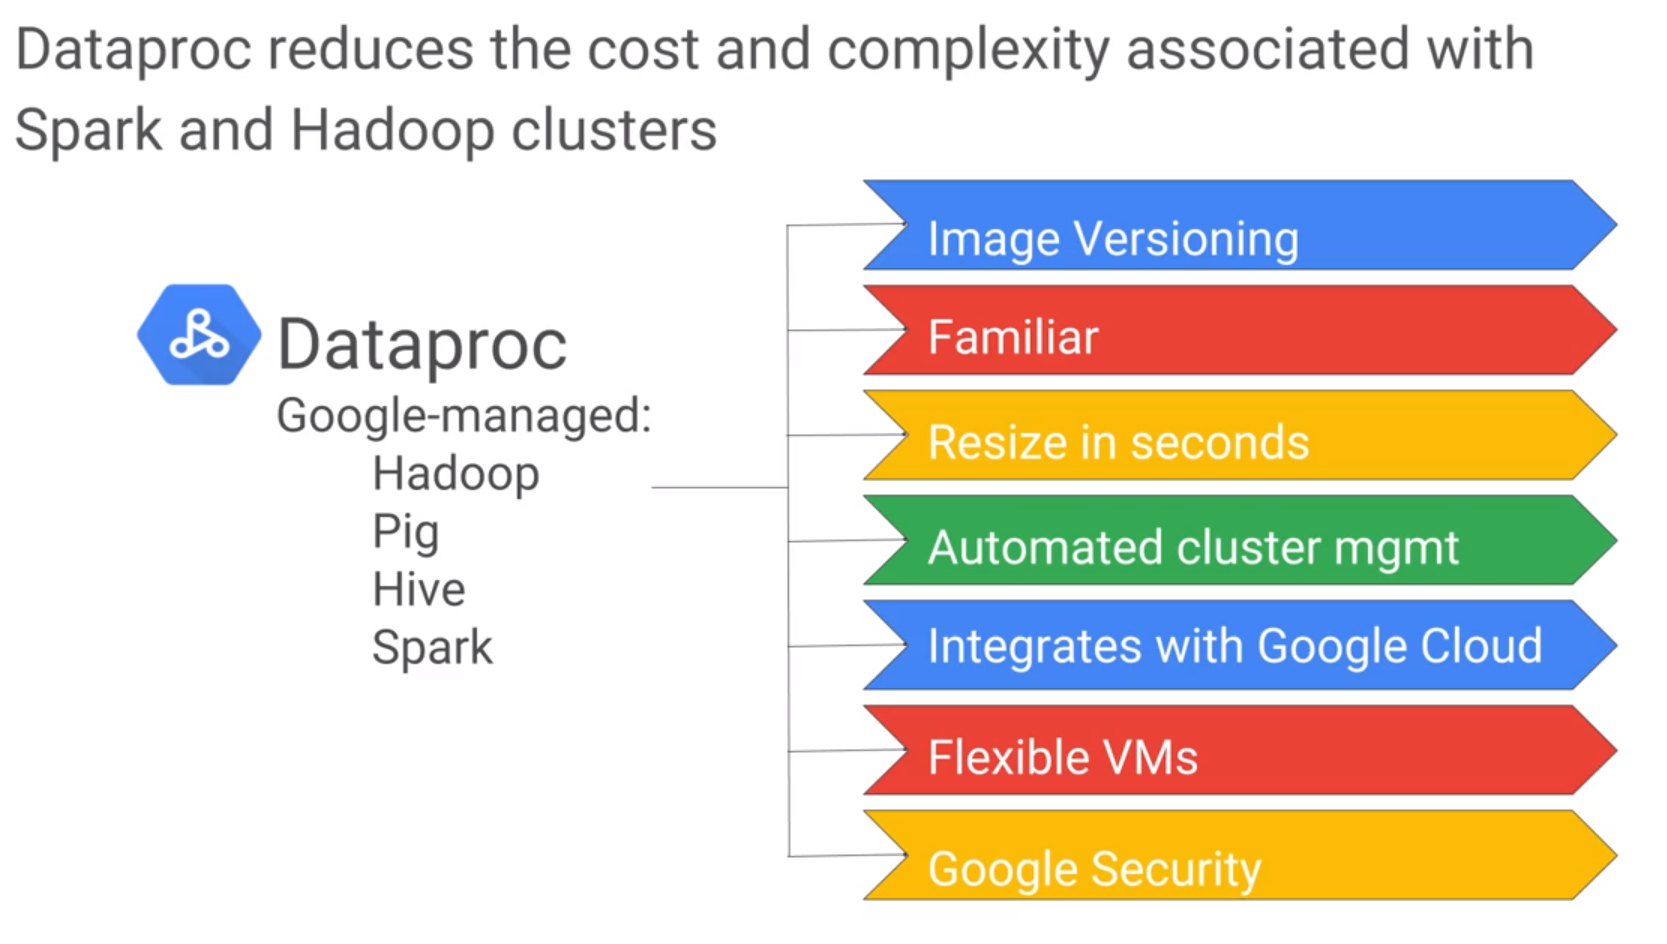 Dataproc reduces the cost and complexity associated with
Spark and Hadoop clusters
Dataproc
Google-managed:
Hadoop
Pig
Hive
Spark
Image Versioning
Familiar
Resize in seconds
Automated cluster mgmt
Integrates with Google Cloud
Flexible VMs
Google Security